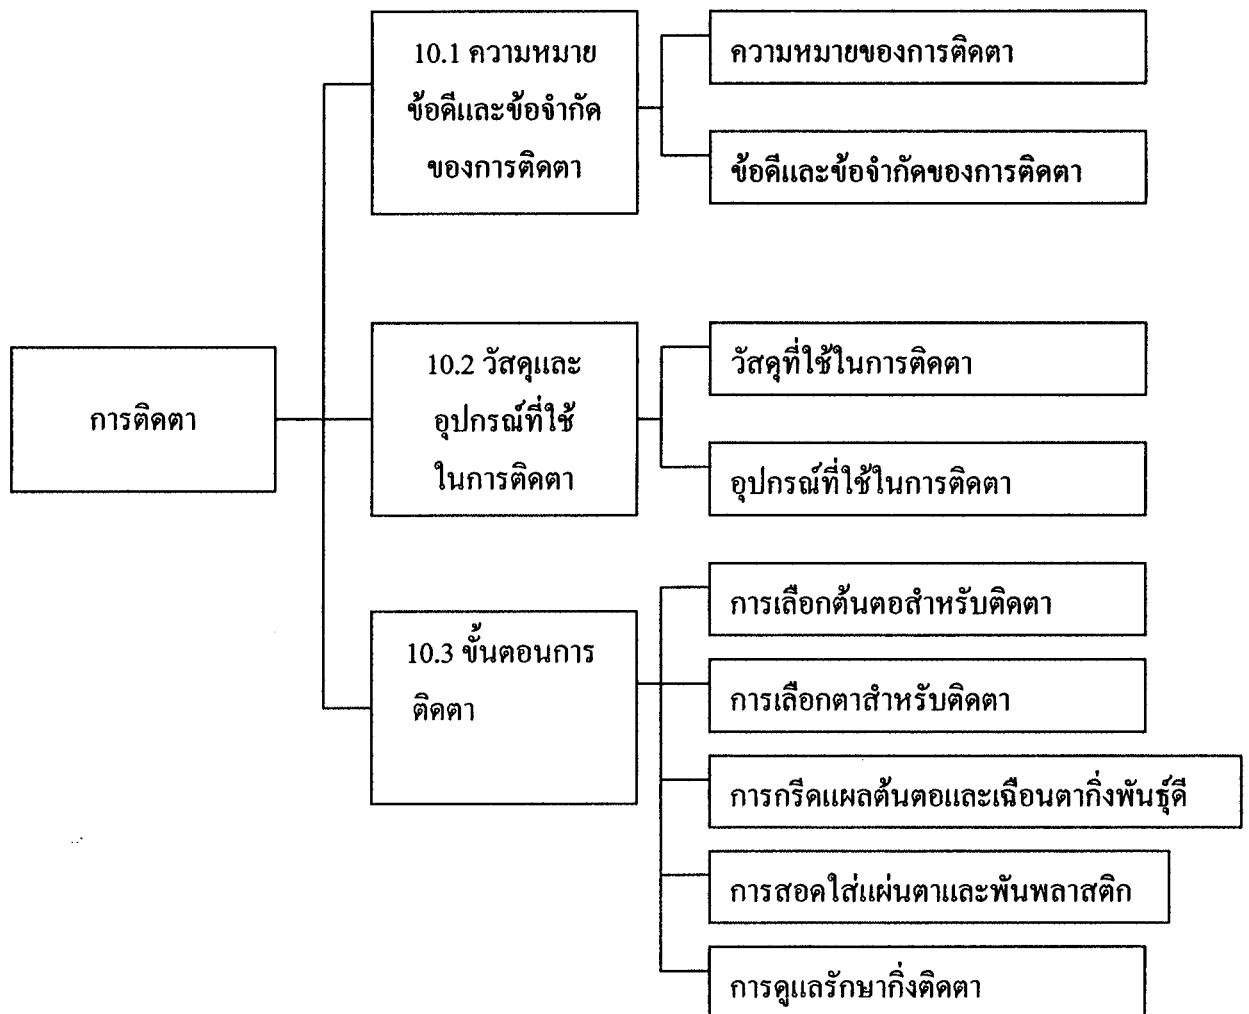 การติดตา
10.1 ความหมาย
ข้อดีและข้อจำกัด
ของการติดตา
ความหมายของการติดตา
ข้อดีและข้อจำกัดของการติดตา
10.2 วัสดุและ
อุปกรณ์ที่ใช้
ในการติดตา
วัสดุที่ใช้ในการติดตา
อุปกรณ์ที่ใช้ในการติดตา
10.3 ขั้นตอนการ
ติดตา
การเลือกต้นตอสำหรับติดตา
การเลือกตาสำหรับติดตา
การกรีดแผลต้นตอและเฉือนตากิ่งพันธุ์ดี
การสอดใส่แผ่นตาและพันพลาสติก
การดูแลรักษากิ่งติดตา